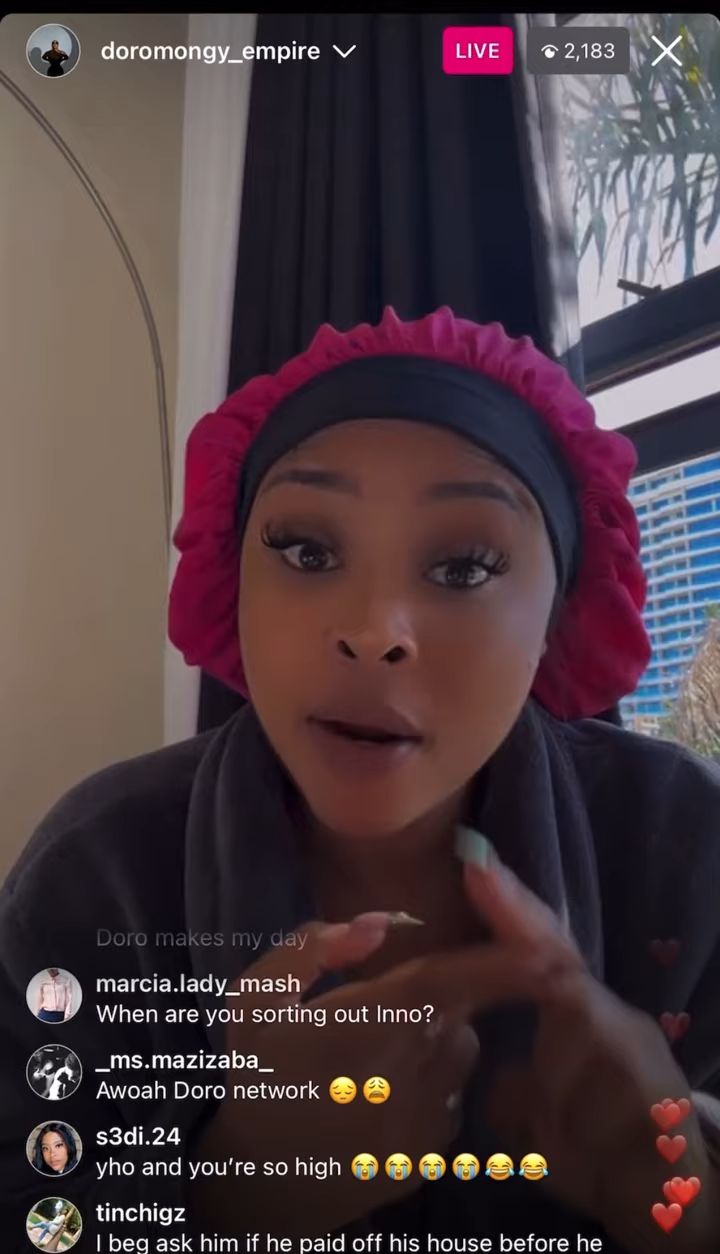 doromongy_empire
LIVE
2,183
Doro makes my day
marcia.lady_mash
When are you sorting out Inno?
_ms.mazizaba_
Awoah Doro network 😔😩
s3di.24
yho and you’re so high 😭😭😭😭😂😂
tinchigz
I beg ask him if he paid off his house before he